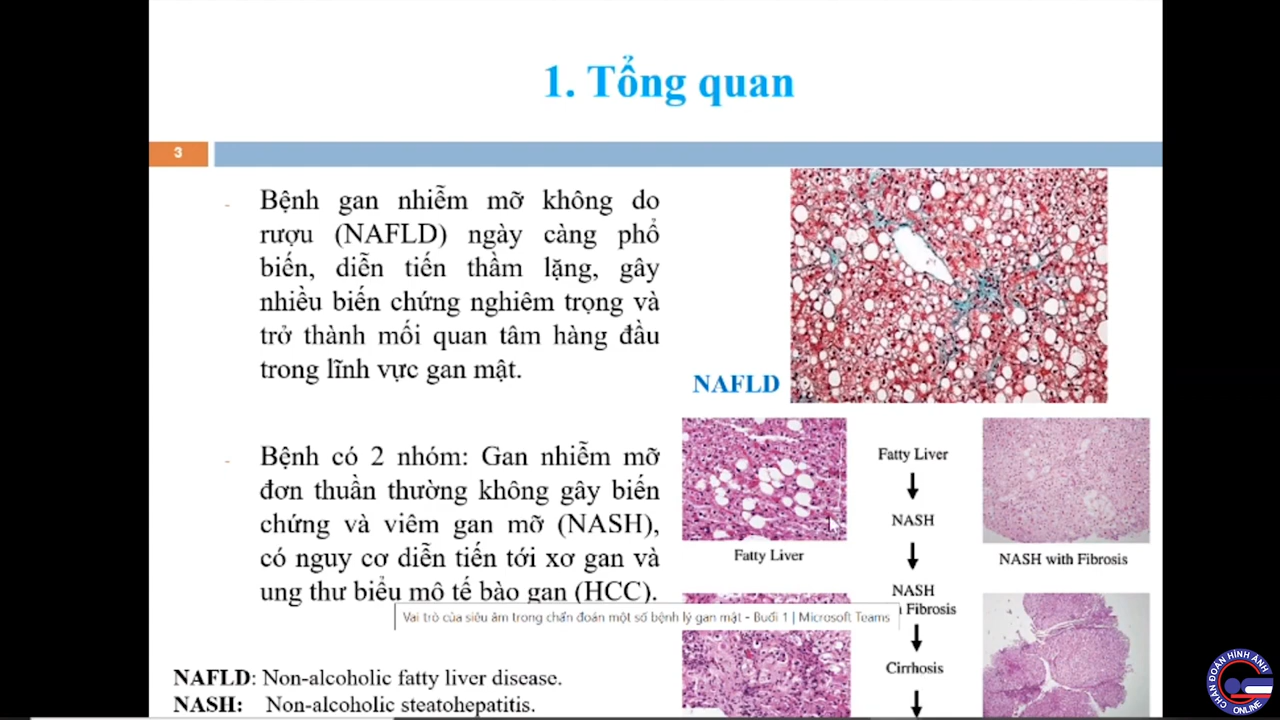 1. Tổng quan
3
- Bệnh gan nhiễm mỡ không do
rượu (NAFLD) ngày càng phổ
biến, diễn tiến thầm lặng, gây
nhiều biến chứng nghiêm trọng và
trở thành mối quan tâm hàng đầu
trong lĩnh vực gan mật.
NAFLD
- Bệnh có 2 nhóm: Gan nhiễm mỡ
đơn thuần thường không gây biến
chứng và viêm gan mỡ (NASH),
có nguy cơ diễn tiến tới xơ gan và
ung thư biểu mô tế bào gan (HCC).
Vai trò của siêu âm trong chẩn đoán một số bệnh lý gan mật - Buổi 1 | Microsoft Teams
NAFLD: Non-alcoholic fatty liver disease.
NASH: Non-alcoholic steatohepatitis.
Fatty Liver
Fatty Liver
NASH
NASH
Fibrosis
Cirrhosis
NASH with Fibrosis
CHẨN ĐOÁN HÌNH ẢNH
ONLINE